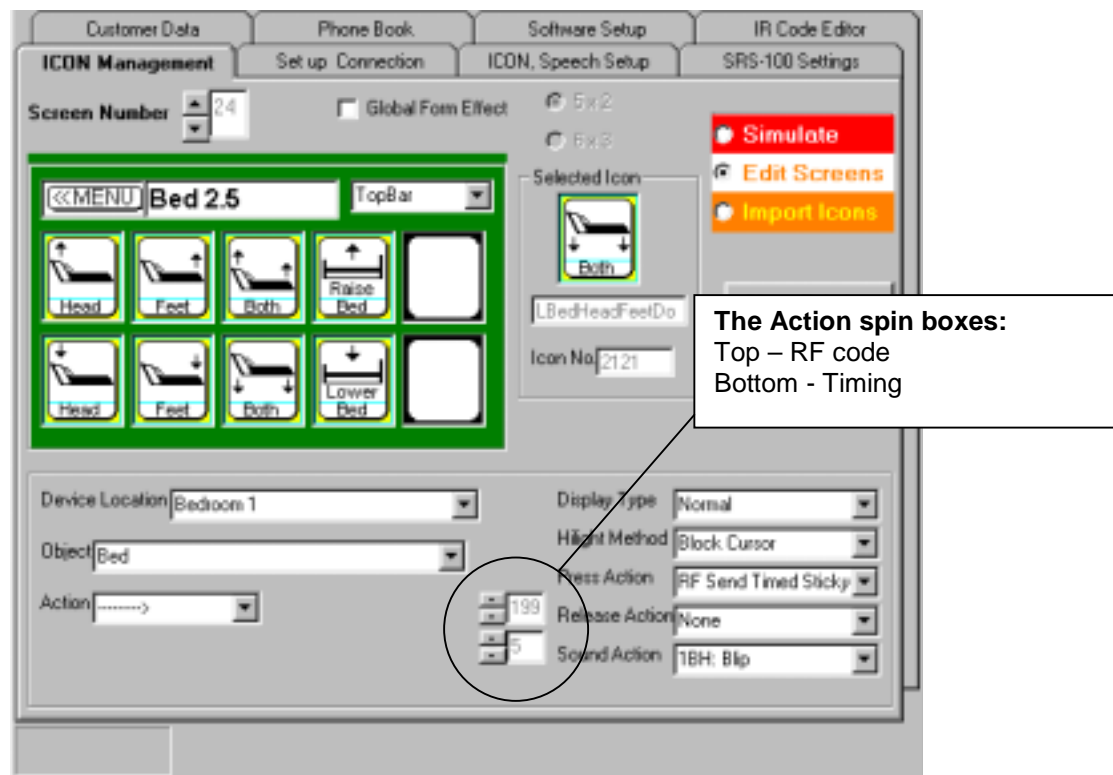 Customer Data Phone Book Software Setup IR Code Editor
ICON Management Set up Connection ICON, Speech Setup SRS-100 Settings
Screen Number 24 Global Form Effect 5 x 2
6 x 3
Simulate
Edit Screens
Import Icons
<<MENU Bed 2.5 TopBar
Selected Icon
Both
Head Feet Both Raise Bed
LBedHeadFeetDo
Icon No. 2121
Head Feet Both Lower Bed
The Action spin boxes:
Top – RF code
Bottom - Timing
Device Location Bedroom 1
Object Bed
Action -------->
199
5
Display Type Normal
Hilight Method Block Cursor
Press Action RF Send Timed Sticky
Release Action None
Sound Action 1BH: Blip